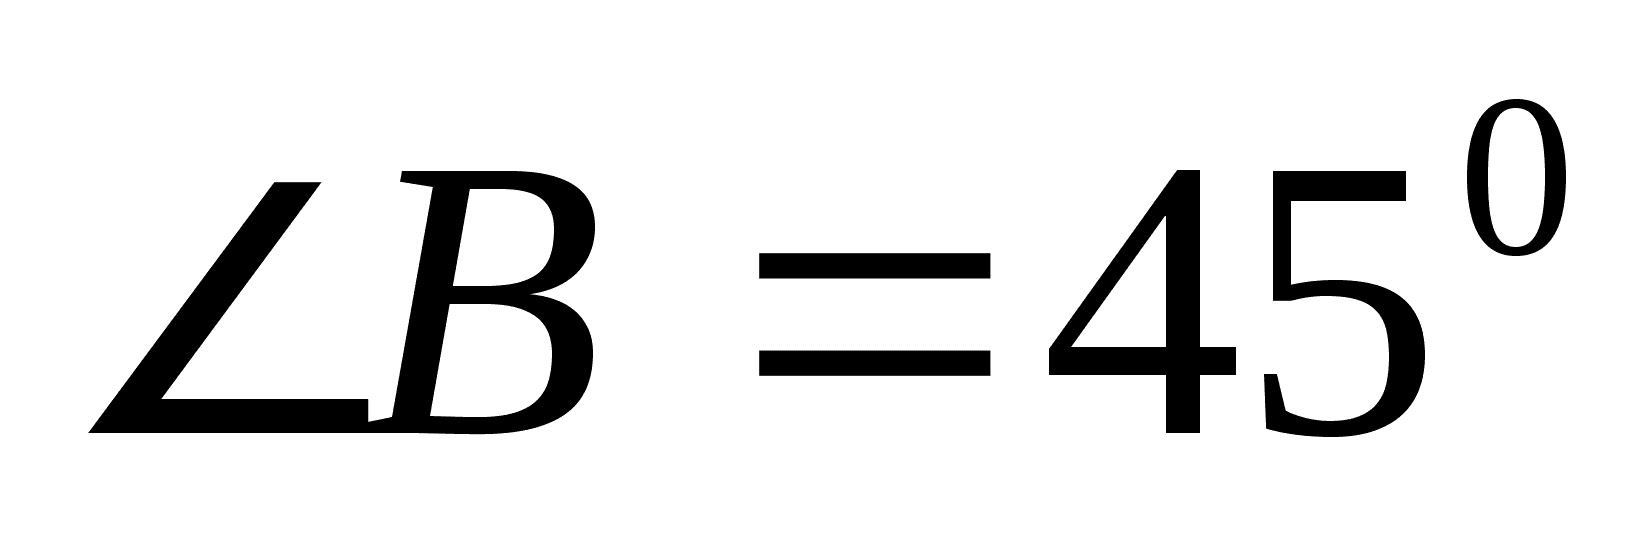 ∠B = 45⁰